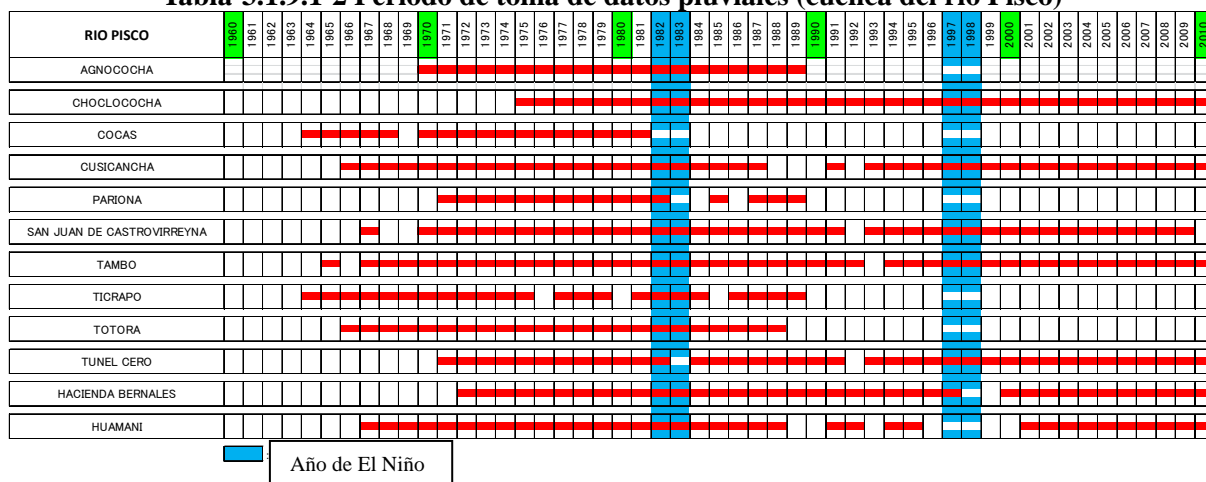 Tabla 3.1.9.1-2 Periodo de toma de datos pluviales (cuenca del río Pisco)
RIO PISCO 1960 1961 1962 1963 1964 1965 1966 1967 1968 1969 1970 1971 1972 1973 1974 1975 1976 1977 1978 1979 1980 1981 1982 1983 1984 1985 1986 1987 1988 1989 1990 1991 1992 1993 1994 1995 1996 1997 1998 1999 2000 2001 2002 2003 2004 2005 2006 2007 2008 2009 2010
AGNOCOCHA
CHOCLOCOCHA
COCAS
CUSICANCHA
PARIONA
SAN JUAN DE CASTROVIRREYNA
TAMBO
TICRAPO
TOTORA
TUNEL CERO
HACIENDA BERNALES
HUAMANI
: Año de El Niño